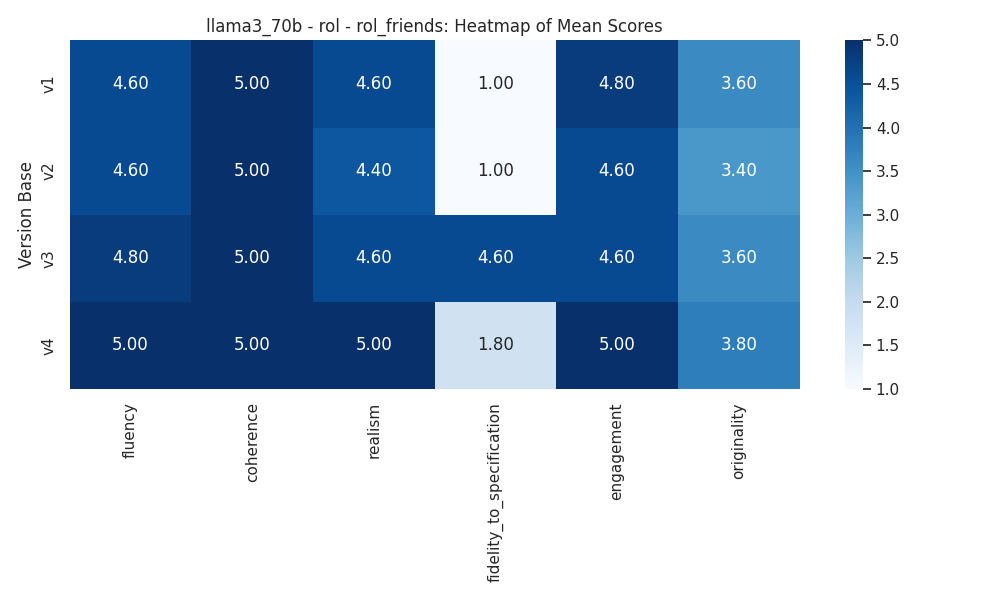 llama3_70b - rol - rol_friends: Heatmap of Mean Scores
Version Base
v1 4.60 5.00 4.60 1.00 4.80 3.60
v2 4.60 5.00 4.40 1.00 4.60 3.40
v3 4.80 5.00 4.60 4.60 4.60 3.60
v4 5.00 5.00 5.00 1.80 5.00 3.80
fluency coherence realism fidelity_to_specification engagement originality
5.0
4.5
4.0
3.5
3.0
2.5
2.0
1.5
1.0